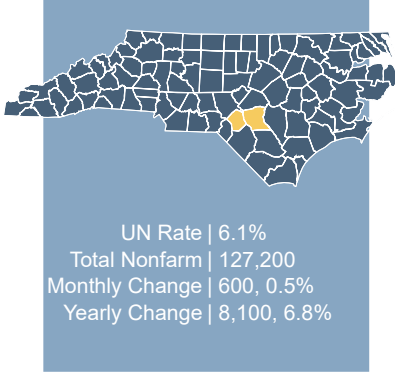 UN Rate | 6.1%
Total Nonfarm | 127,200
Monthly Change | 600, 0.5%
Yearly Change | 8,100, 6.8%